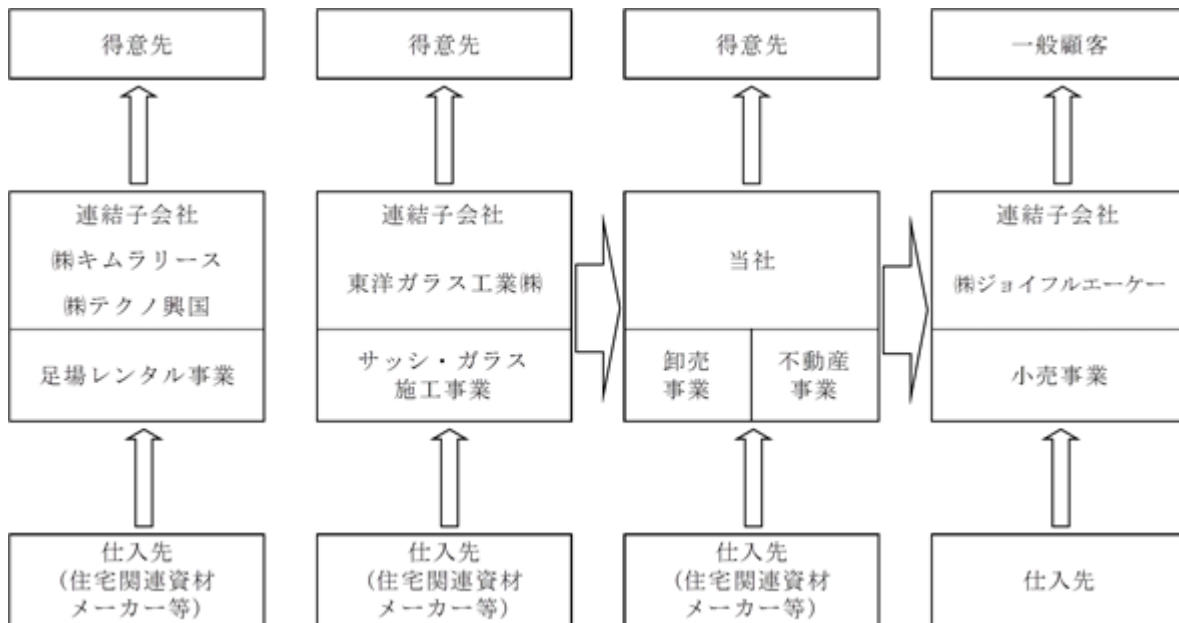 得意先
得意先
得意先
一般顧客
連結子会社
㈱キムラリース
㈱テクノ興国
足場レンタル事業
連結子会社
東洋ガラス工業㈱
サッシ・ガラス
施工事業
当社
卸売
事業
不動産
事業
連結子会社
㈱ジョイフルエーケー
小売事業
仕入先
(住宅関連資材
メーカー等)
仕入先
(住宅関連資材
メーカー等)
仕入先
(住宅関連資材
メーカー等)
仕入先